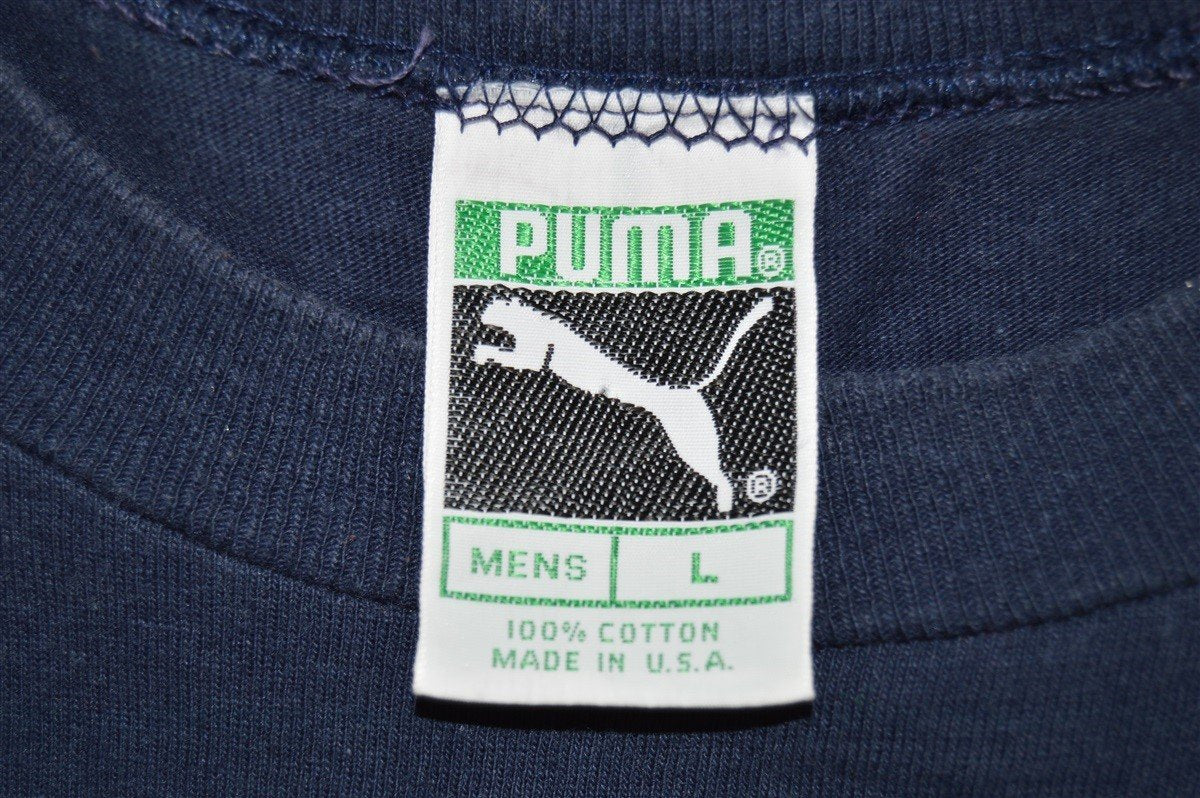 PUMA®
®
MENS L
100% COTTON
MADE IN U.S.A.